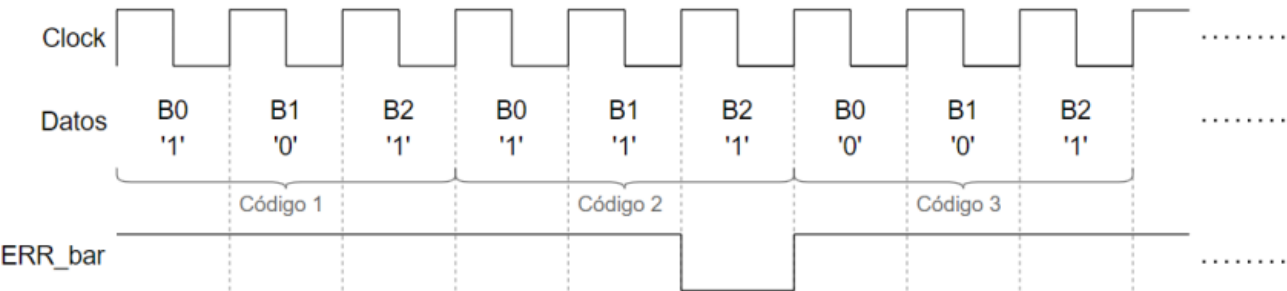 Clock ........
B0 B1 B2 B0 B1 B2 B0 B1 B2
Datos ........
'1' '0' '1' '1' '1' '1' '0' '0' '1'
Código 1 Código 2 Código 3
ERR_bar ........